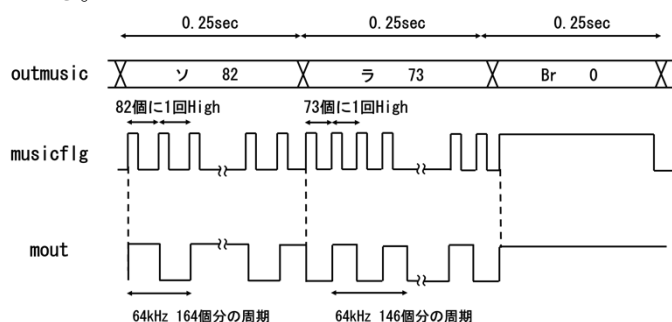 0.25sec 0.25sec 0.25sec
outmusic ソ 82 ラ 73 Br 0
82個に1回High 73個に1回High
musicflg
mout
64kHz 164個分の周期 64kHz 146個分の周期